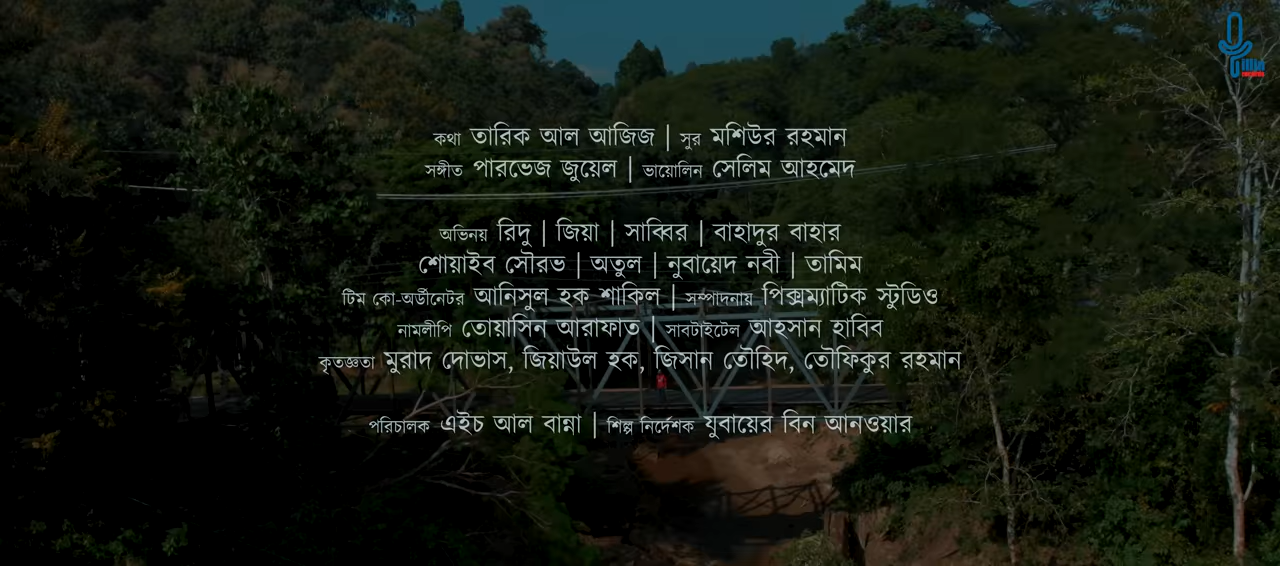 কথা তারিক আল আজিজ | সুর মশিউর রহমান
সঙ্গীত পারভেজ জুয়েল | ভায়োলিন সেলিম আহমেদ
অভিনয় রিদু | জিয়া | সাব্বির | বাহাদুর বাহার
শোয়াইব সৌরভ | অতুল | নুবায়েদ নবী | তামিম
টিম কো-অর্ডীনেটর আনিসুল হক শাকিল | সম্পাদনায় পিক্সম্যাটিক স্টুডিও
নামলীপি তোয়াসিন আরাফাত | সাবটাইটেল আহসান হাবিব
কৃতজ্ঞতা মুরাদ দোভাস, জিয়াউল হক, জিসান তৌহিদ, তৌফিকুর রহমান
পরিচালক এইচ আল বান্না | শিল্প নির্দেশক যুবায়ের বিন আনওয়ার